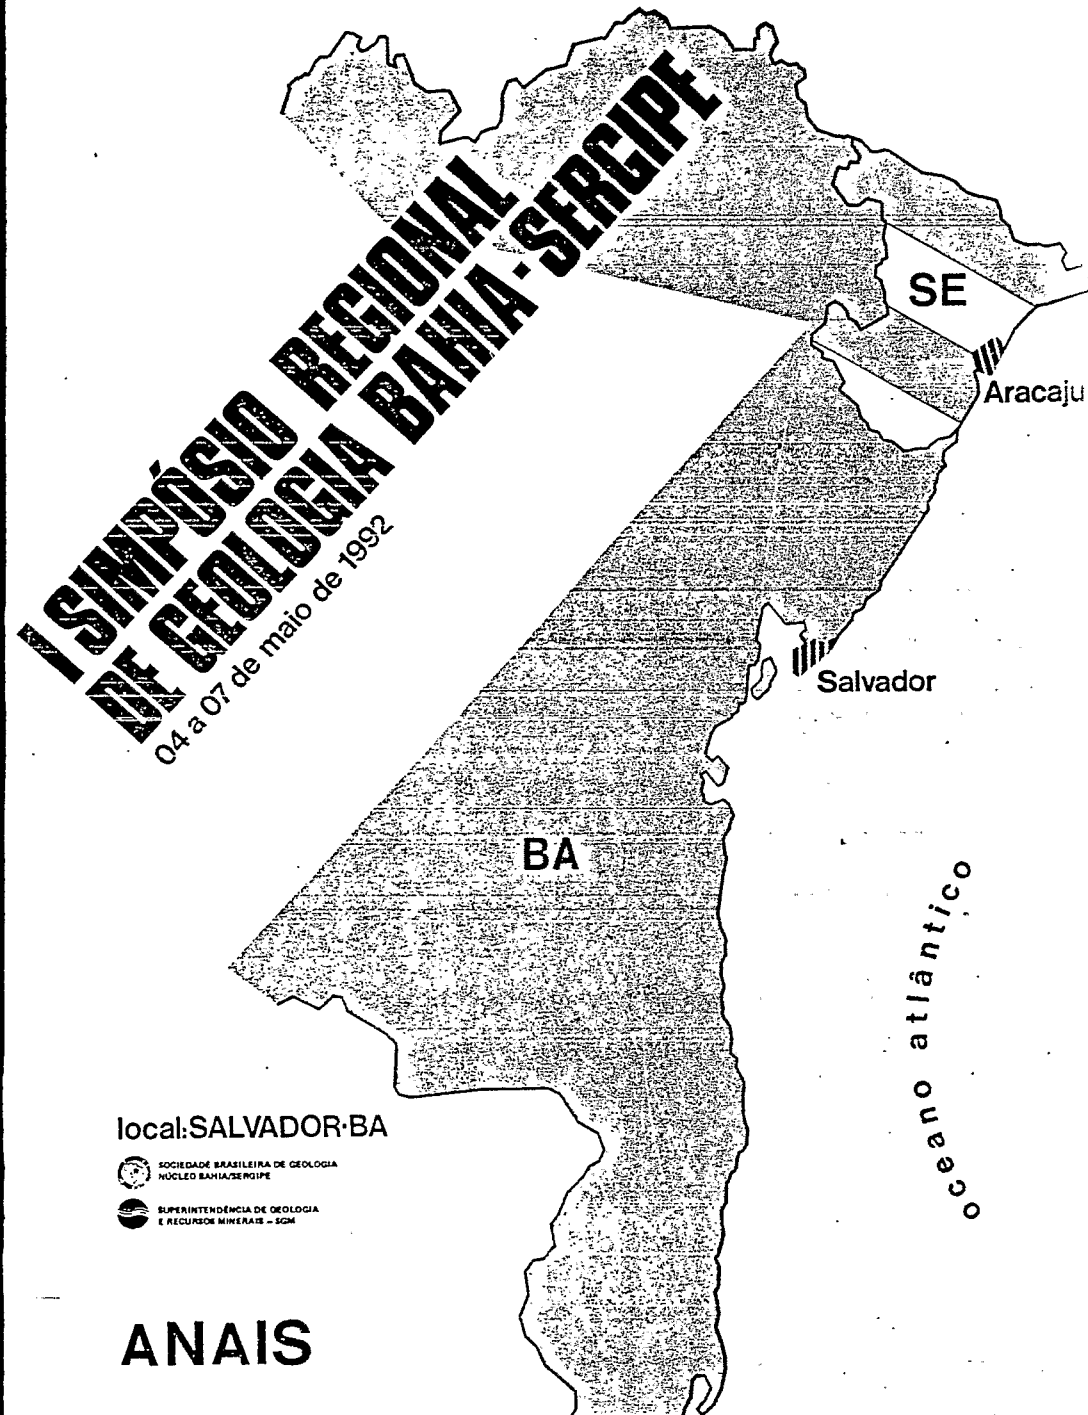 I SIMPÓSIO REGIONAL
DE GEOLOGIA BAHIA·SERGIPE
04 a 07 de maio de 1992
SE
Aracaju
Salvador
BA
oceano atlântico
local:SALVADOR·BA
SOCIEDADE BRASILEIRA DE GEOLOGIA
NÚCLEO BAHIA/SERGIPE
SUPERINTENDÊNCIA DE GEOLOGIA
E RECURSOS MINERAIS – SGM
ANAIS